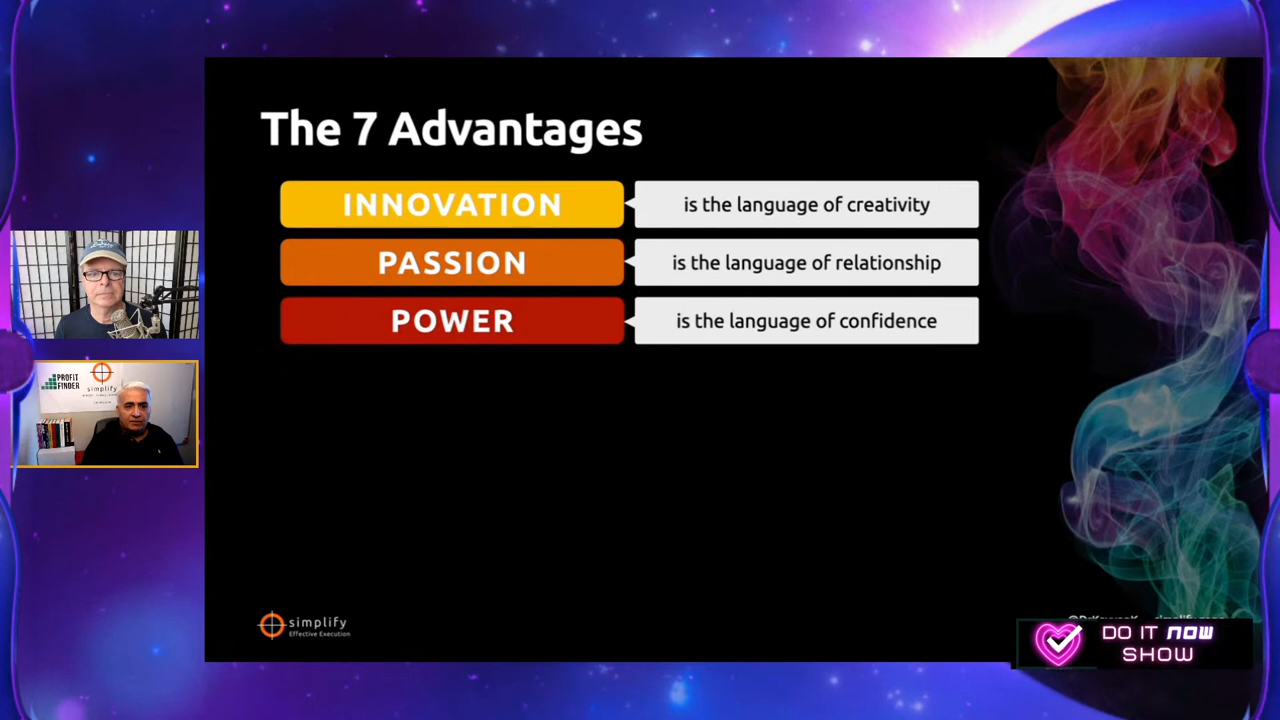 The 7 Advantages
INNOVATION
is the language of creativity
PASSION
is the language of relationship
POWER
is the language of confidence
PROFIT
FINDER
simplify
simplify
Effective Execution
DO IT NOW
SHOW